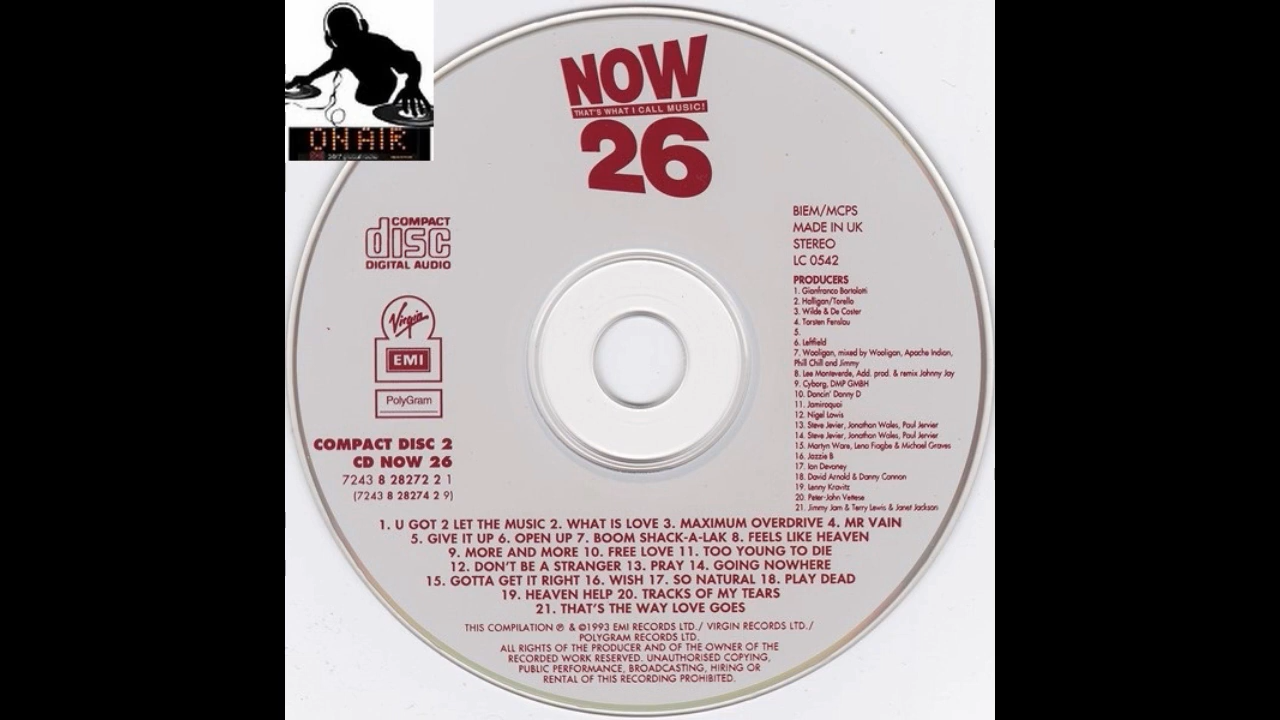 ON AIR
NOW
THAT'S WHAT I CALL MUSIC!
26
COMPACT
disc
DIGITAL AUDIO
Virgin
EMI
PolyGram
COMPACT DISC 2
CD NOW 26
7243 8 28272 2 1
(7243 8 28274 2 9)
BIEM/MCPS
MADE IN UK
STEREO
LC 0542
PRODUCERS
1. Gianfranco Bortolotti
2. Halligan/Torello
3. Wilde & De Coster
4. Torsten Fenslau
5.
6. Leftfield
7. Wooligan, mixed by Wooligan, Apache Indian,
Phill Chill and Jimmy
8. Lee Monteverde, Add. prod. & remix Johnny Jay
9. Cyborg, DMP GMBH
10. Dancin' Danny D
11. Jamiroquai
12. Nigel Lowis
13. Steve Jevier, Jonathan Wales, Paul Jervier
14. Steve Jevier, Jonathan Wales, Paul Jervier
15. Martyn Ware, Lena Fiagbe & Michael Graves
16. Jazzie B
17. Ian Devaney
18. David Arnold & Danny Cannon
19. Lenny Kravitz
20. Peter-John Vettese
21. Jimmy Jam & Terry Lewis & Janet Jackson
1. U GOT 2 LET THE MUSIC 2. WHAT IS LOVE 3. MAXIMUM OVERDRIVE 4. MR VAIN
5. GIVE IT UP 6. OPEN UP 7. BOOM SHACK-A-LAK 8. FEELS LIKE HEAVEN
9. MORE AND MORE 10. FREE LOVE 11. TOO YOUNG TO DIE
12. DON'T BE A STRANGER 13. PRAY 14. GOING NOWHERE
15. GOTTA GET IT RIGHT 16. WISH 17. SO NATURAL 18. PLAY DEAD
19. HEAVEN HELP 20. TRACKS OF MY TEARS
21. THAT'S THE WAY LOVE GOES
THIS COMPILATION ℗ & ©1993 EMI RECORDS LTD./ VIRGIN RECORDS LTD./
POLYGRAM RECORDS LTD.
ALL RIGHTS OF THE PRODUCER AND OF THE OWNER OF THE
RECORDED WORK RESERVED. UNAUTHORISED COPYING,
PUBLIC PERFORMANCE, BROADCASTING, HIRING OR
RENTAL OF THIS RECORDING PROHIBITED.